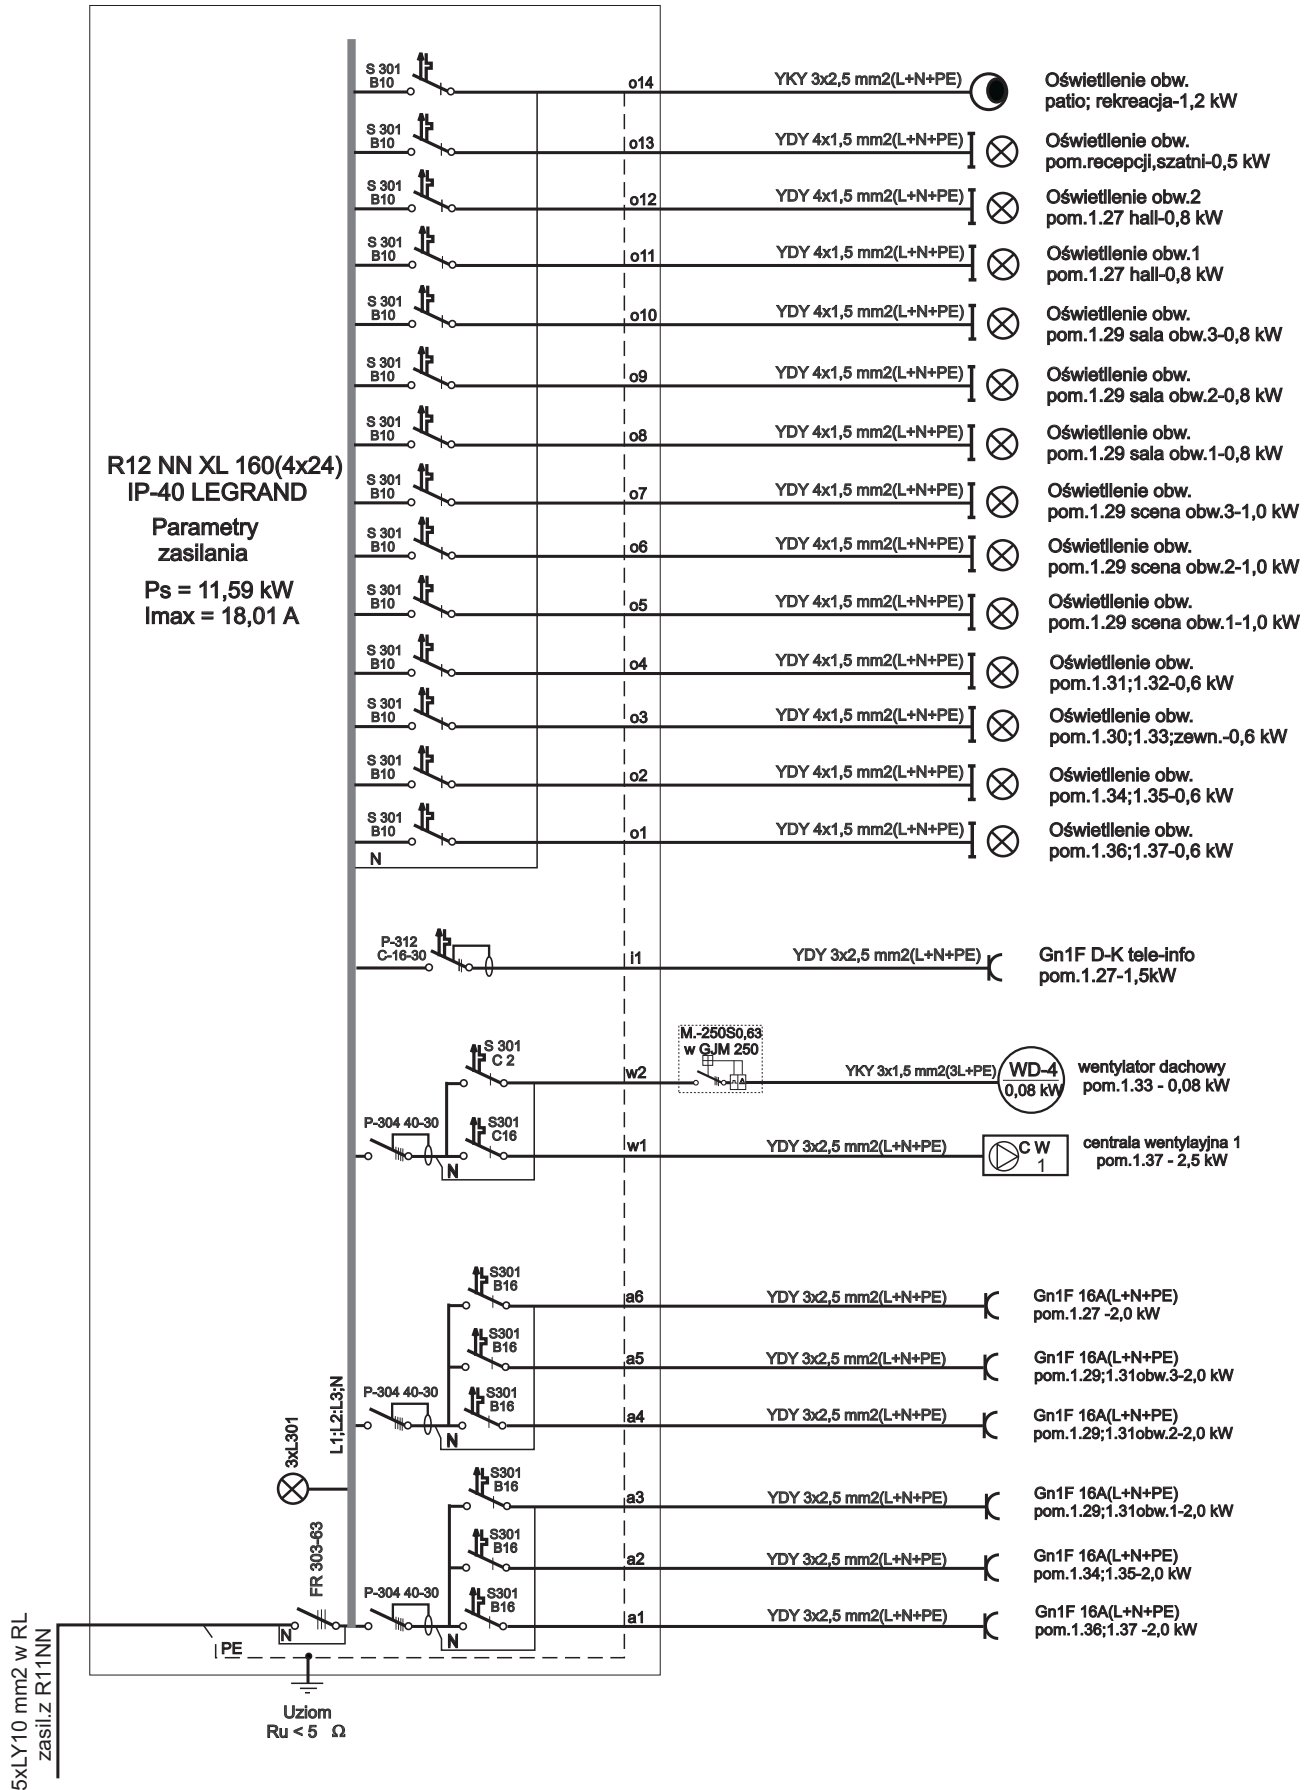 S 301
B10
o14
YKY 3x2,5 mm2(L+N+PE)
Oświetllenie obw.
patio; rekreacja-1,2 kW
S 301
B10
o13
YDY 4x1,5 mm2(L+N+PE)
Oświetllenie obw.
pom.recepcji,szatni-0,5 kW
S 301
B10
o12
YDY 4x1,5 mm2(L+N+PE)
Oświetllenie obw.2
pom.1.27 hall-0,8 kW
S 301
B10
o11
YDY 4x1,5 mm2(L+N+PE)
Oświetllenie obw.1
pom.1.27 hall-0,8 kW
S 301
B10
o10
YDY 4x1,5 mm2(L+N+PE)
Oświetllenie obw.
pom.1.29 sala obw.3-0,8 kW
S 301
B10
o9
YDY 4x1,5 mm2(L+N+PE)
Oświetllenie obw.
pom.1.29 sala obw.2-0,8 kW
S 301
B10
o8
YDY 4x1,5 mm2(L+N+PE)
Oświetllenie obw.
pom.1.29 sala obw.1-0,8 kW
R12 NN XL 160(4x24)
IP-40 LEGRAND
Parametry
zasilania
Ps = 11,59 kW
Imax = 18,01 A
S 301
B10
o7
YDY 4x1,5 mm2(L+N+PE)
Oświetllenie obw.
pom.1.29 scena obw.3-1,0 kW
S 301
B10
o6
YDY 4x1,5 mm2(L+N+PE)
Oświetllenie obw.
pom.1.29 scena obw.2-1,0 kW
S 301
B10
o5
YDY 4x1,5 mm2(L+N+PE)
Oświetllenie obw.
pom.1.29 scena obw.1-1,0 kW
S 301
B10
o4
YDY 4x1,5 mm2(L+N+PE)
Oświetllenie obw.
pom.1.31;1.32-0,6 kW
S 301
B10
o3
YDY 4x1,5 mm2(L+N+PE)
Oświetllenie obw.
pom.1.30;1.33;zewn.-0,6 kW
S 301
B10
o2
YDY 4x1,5 mm2(L+N+PE)
Oświetllenie obw.
pom.1.34;1.35-0,6 kW
S 301
B10
o1
YDY 4x1,5 mm2(L+N+PE)
Oświetllenie obw.
pom.1.36;1.37-0,6 kW
N
P-312
C-16-30
i1
YDY 3x2,5 mm2(L+N+PE)
Gn1F D-K tele-info
pom.1.27-1,5kW
S 301
C 2
w2
M.-250S0,63
w GJM 250
YKY 3x1,5 mm2(3L+PE)
WD-4
0,08 kW
wentylator dachowy
pom.1.33 - 0,08 kW
P-304 40-30
S301
C16
N
w1
YDY 3x2,5 mm2(L+N+PE)
C W
1
centrala wentylayjna 1
pom.1.37 - 2,5 kW
S301
B16
a6
YDY 3x2,5 mm2(L+N+PE)
Gn1F 16A(L+N+PE)
pom.1.27 -2,0 kW
S301
B16
a5
YDY 3x2,5 mm2(L+N+PE)
Gn1F 16A(L+N+PE)
pom.1.29;1.31obw.3-2,0 kW
P-304 40-30
S301
B16
N
a4
YDY 3x2,5 mm2(L+N+PE)
Gn1F 16A(L+N+PE)
pom.1.29;1.31obw.2-2,0 kW
L1;L2:L3;N
3xL301
S301
B16
a3
YDY 3x2,5 mm2(L+N+PE)
Gn1F 16A(L+N+PE)
pom.1.29;1.31obw.1-2,0 kW
S301
B16
a2
YDY 3x2,5 mm2(L+N+PE)
Gn1F 16A(L+N+PE)
pom.1.34;1.35-2,0 kW
FR 303-63
N
P-304 40-30
S301
B16
N
a1
YDY 3x2,5 mm2(L+N+PE)
Gn1F 16A(L+N+PE)
pom.1.36;1.37 -2,0 kW
PE
5xLY10 mm2 w RL
zasil.z R11NN
Uziom
Ru < 5 Ω